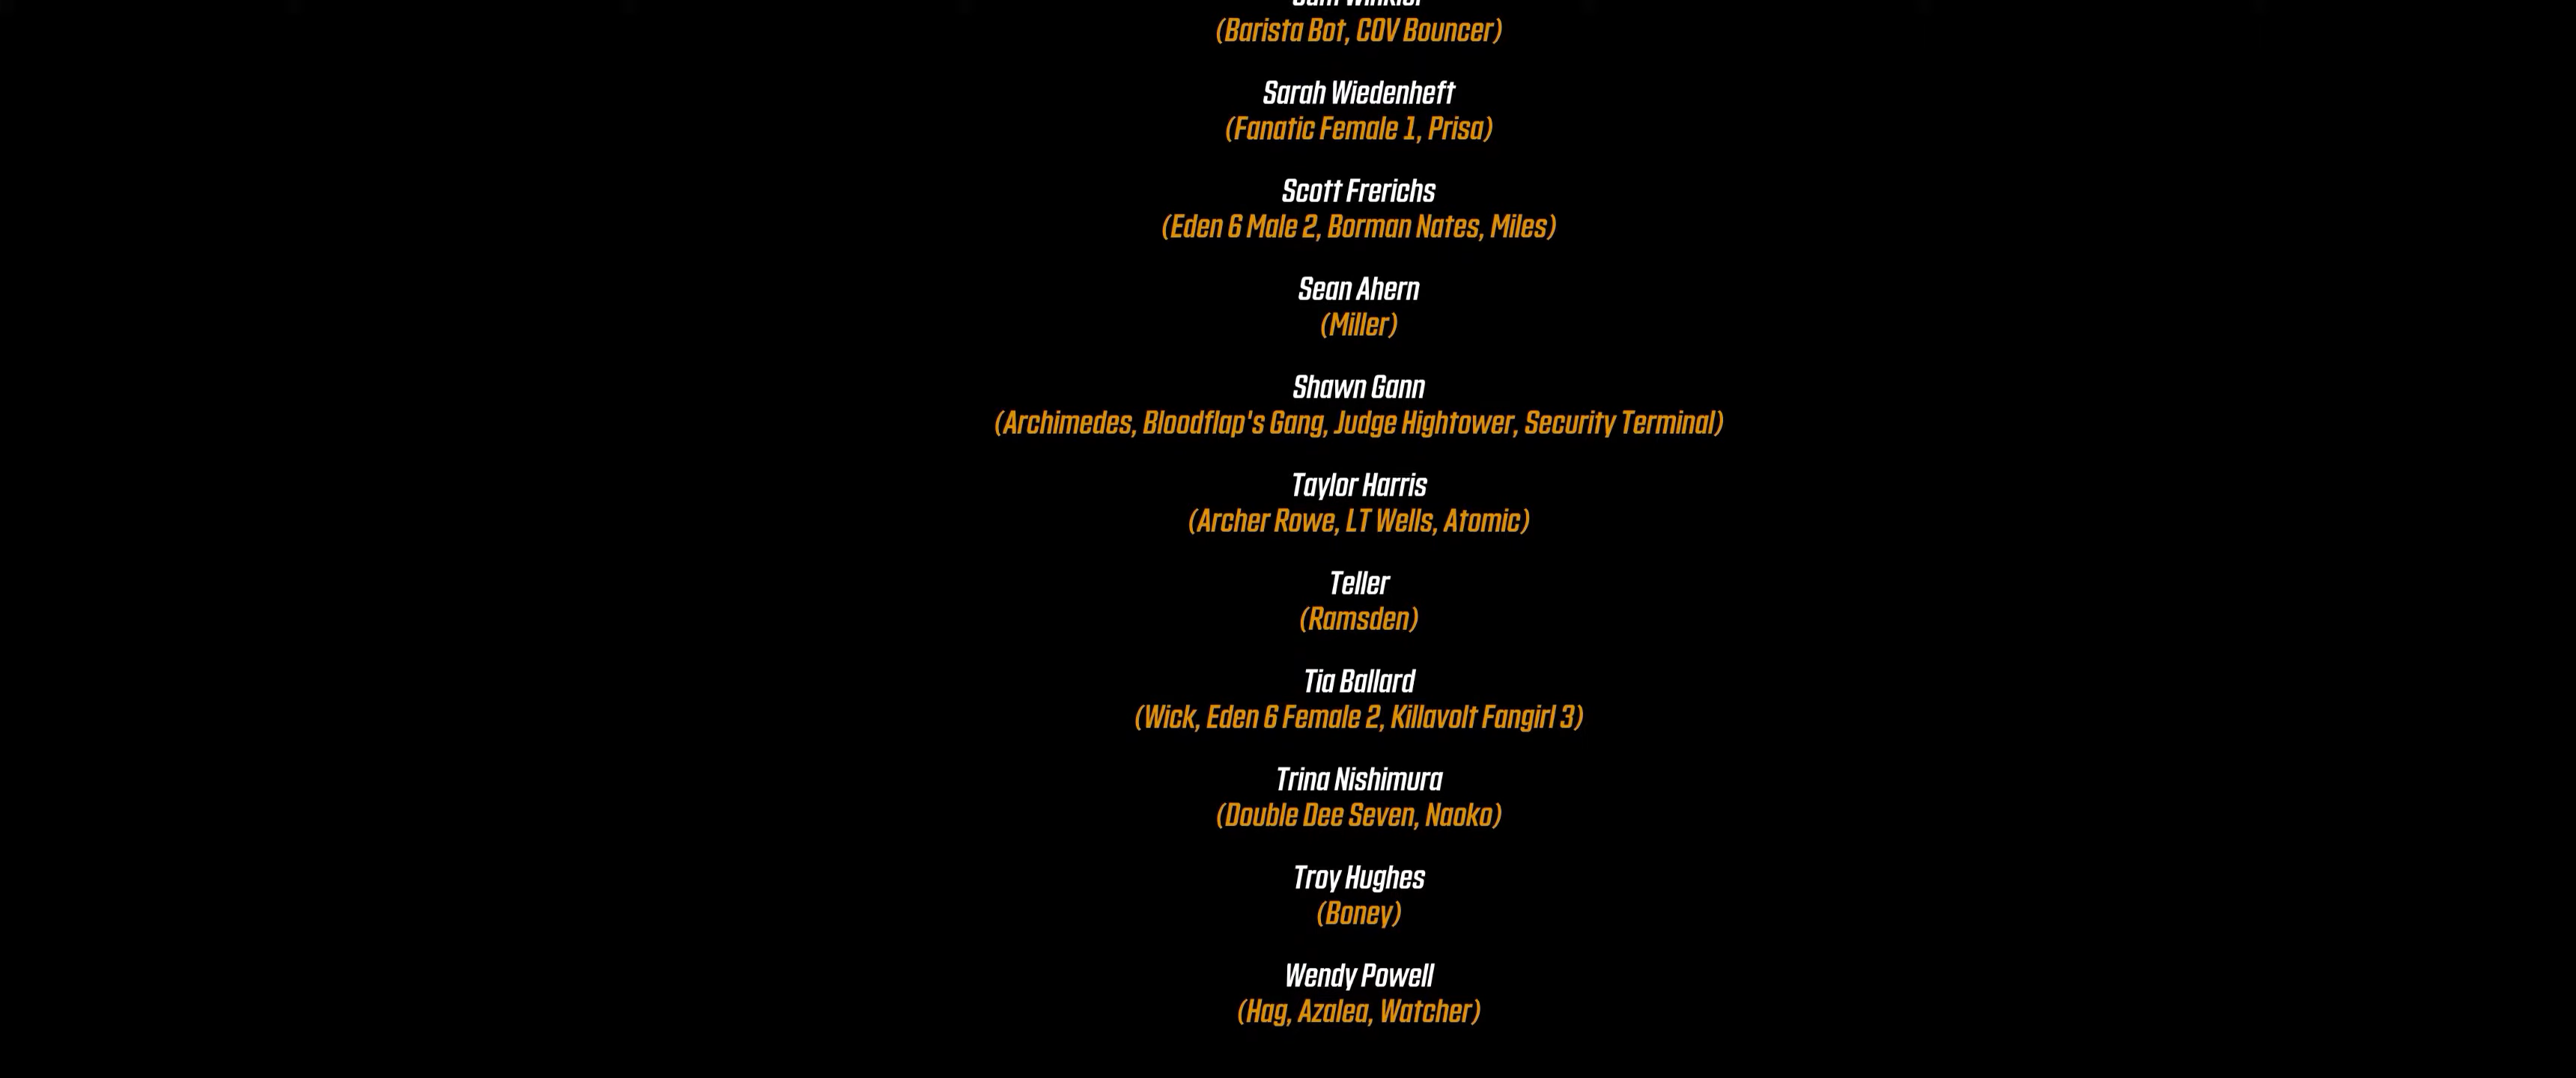 (Barista Bot, COV Bouncer)
Sarah Wiedenheft
(Fanatic Female 1, Prisa)
Scott Frerichs
(Eden 6 Male 2, Borman Nates, Miles)
Sean Ahern
(Miller)
Shawn Gann
(Archimedes, Bloodflap's Gang, Judge Hightower, Security Terminal)
Taylor Harris
(Archer Rowe, LT Wells, Atomic)
Teller
(Ramsden)
Tia Ballard
(Wick, Eden 6 Female 2, Killavolt Fangirl 3)
Trina Nishimura
(Double Dee Seven, Naoko)
Troy Hughes
(Boney)
Wendy Powell
(Hag, Azalea, Watcher)